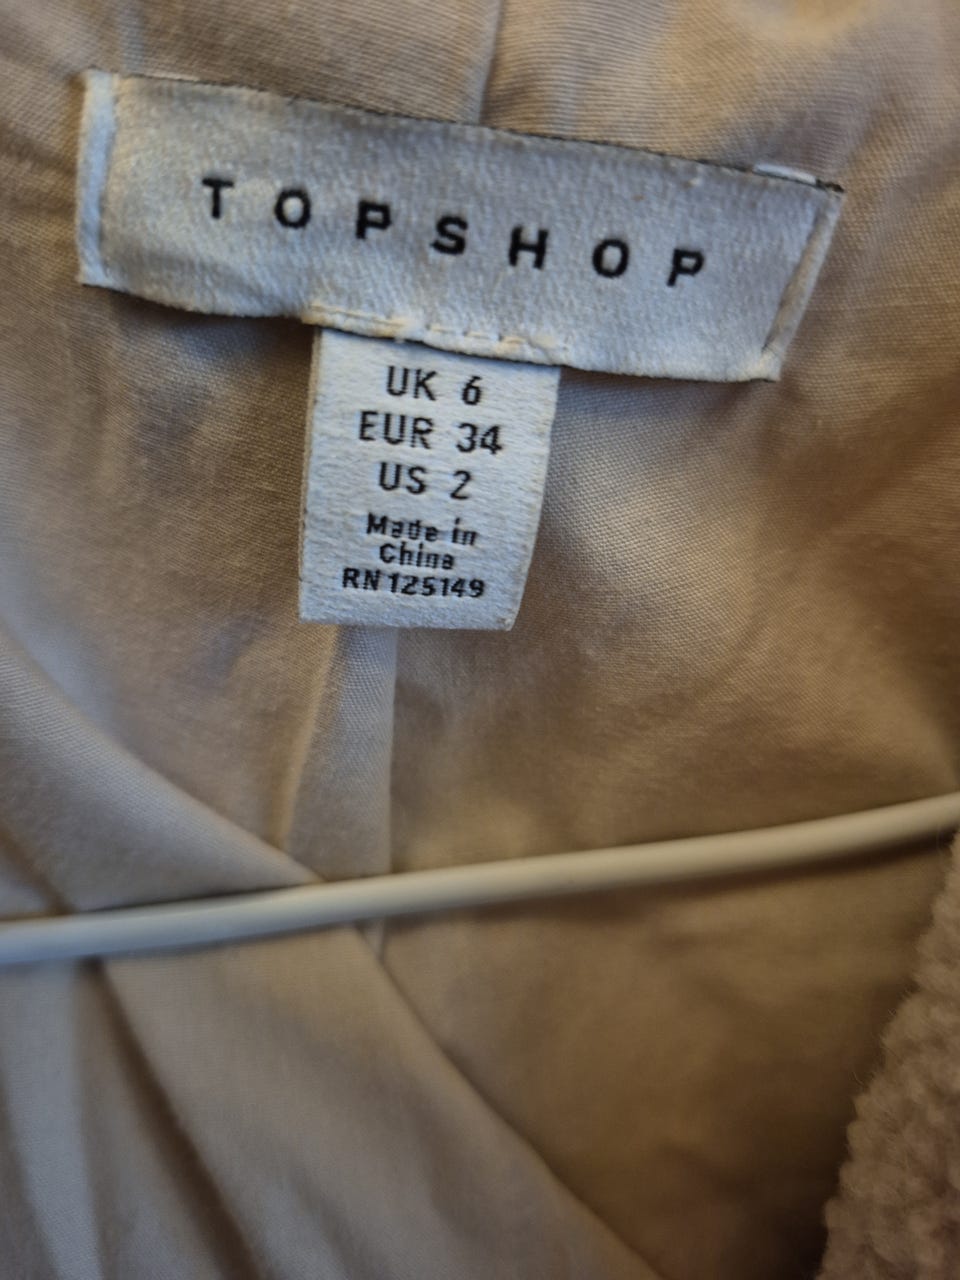 TOPSHOP
UK 6
EUR 34
US 2
Made in
China
RN125149